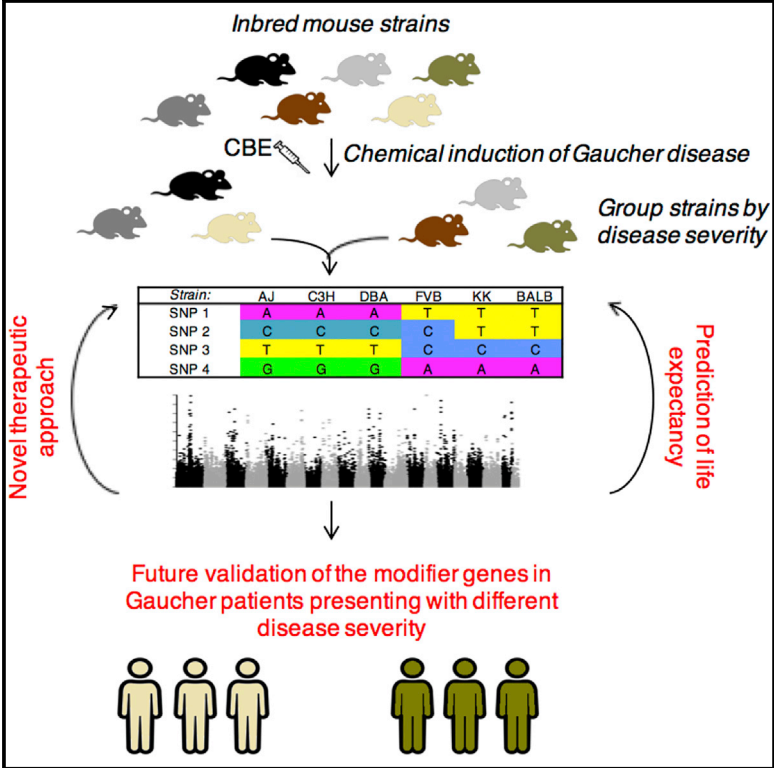 Inbred mouse strains
CBE
Chemical induction of Gaucher disease
Group strains by
disease severity
Strain: AJ C3H DBA FVB KK BALB
SNP 1 A A A T T T
SNP 2 C C C C T T
SNP 3 T T T C C C
SNP 4 G G G A A A
Novel therapeutic
approach
Prediction of life
expectancy
Future validation of the modifier genes in
Gaucher patients presenting with different
disease severity